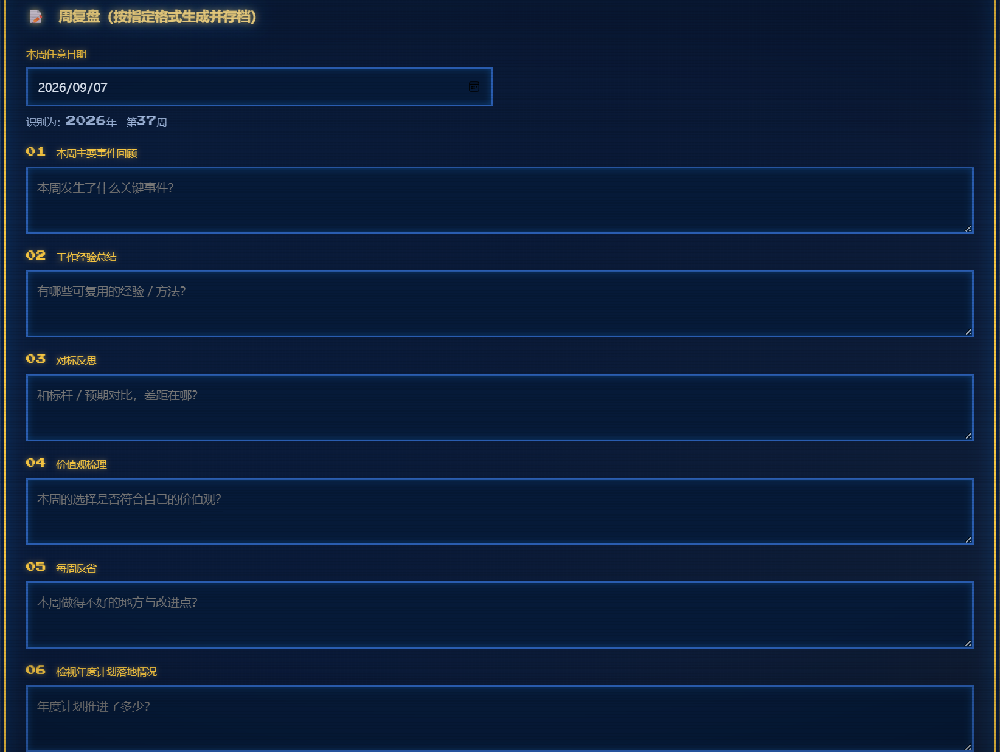 周复盘（按指定格式生成并存档）
本周任意日期
2026/09/07
识别为：2026年 第37周
01 本周主要事件回顾
本周发生了什么关键事件？
02 工作经验总结
有哪些可复用的经验 / 方法？
03 对标反思
和标杆 / 预期对比，差距在哪？
04 价值观梳理
本周的选择是否符合自己的价值观？
05 每周反省
本周做得不好的地方与改进点？
06 检视年度计划落地情况
年度计划推进了多少？